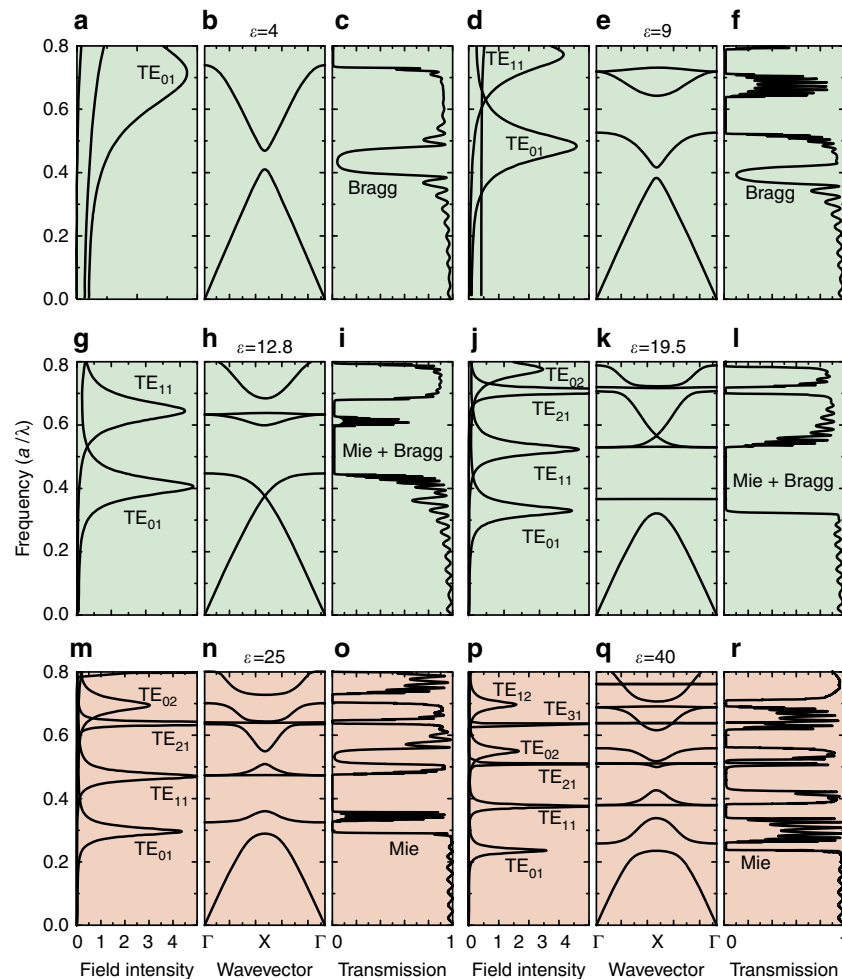 a b ε=4 c d e ε=9 f
0.8
0.6
0.4
0.2
0.0
TE01
Bragg
TE11
TE01
Bragg
g h ε=12.8 i j k ε=19.5 l
0.8
0.6
0.4
0.2
0.0
Frequency (a/λ)
TE11
TE01
Mie + Bragg
TE02
TE21
TE11
TE01
Mie + Bragg
m n ε=25 o p q ε=40 r
0.8
0.6
0.4
0.2
0.0
TE02
TE21
TE11
TE01
Mie
TE12
TE31
TE02
TE21
TE11
TE01
Mie
0 1 2 3 4 Γ X Γ 0 1 0 1 2 3 4 Γ X Γ 0 1
Field intensity Wavevector Transmission Field intensity Wavevector Transmission